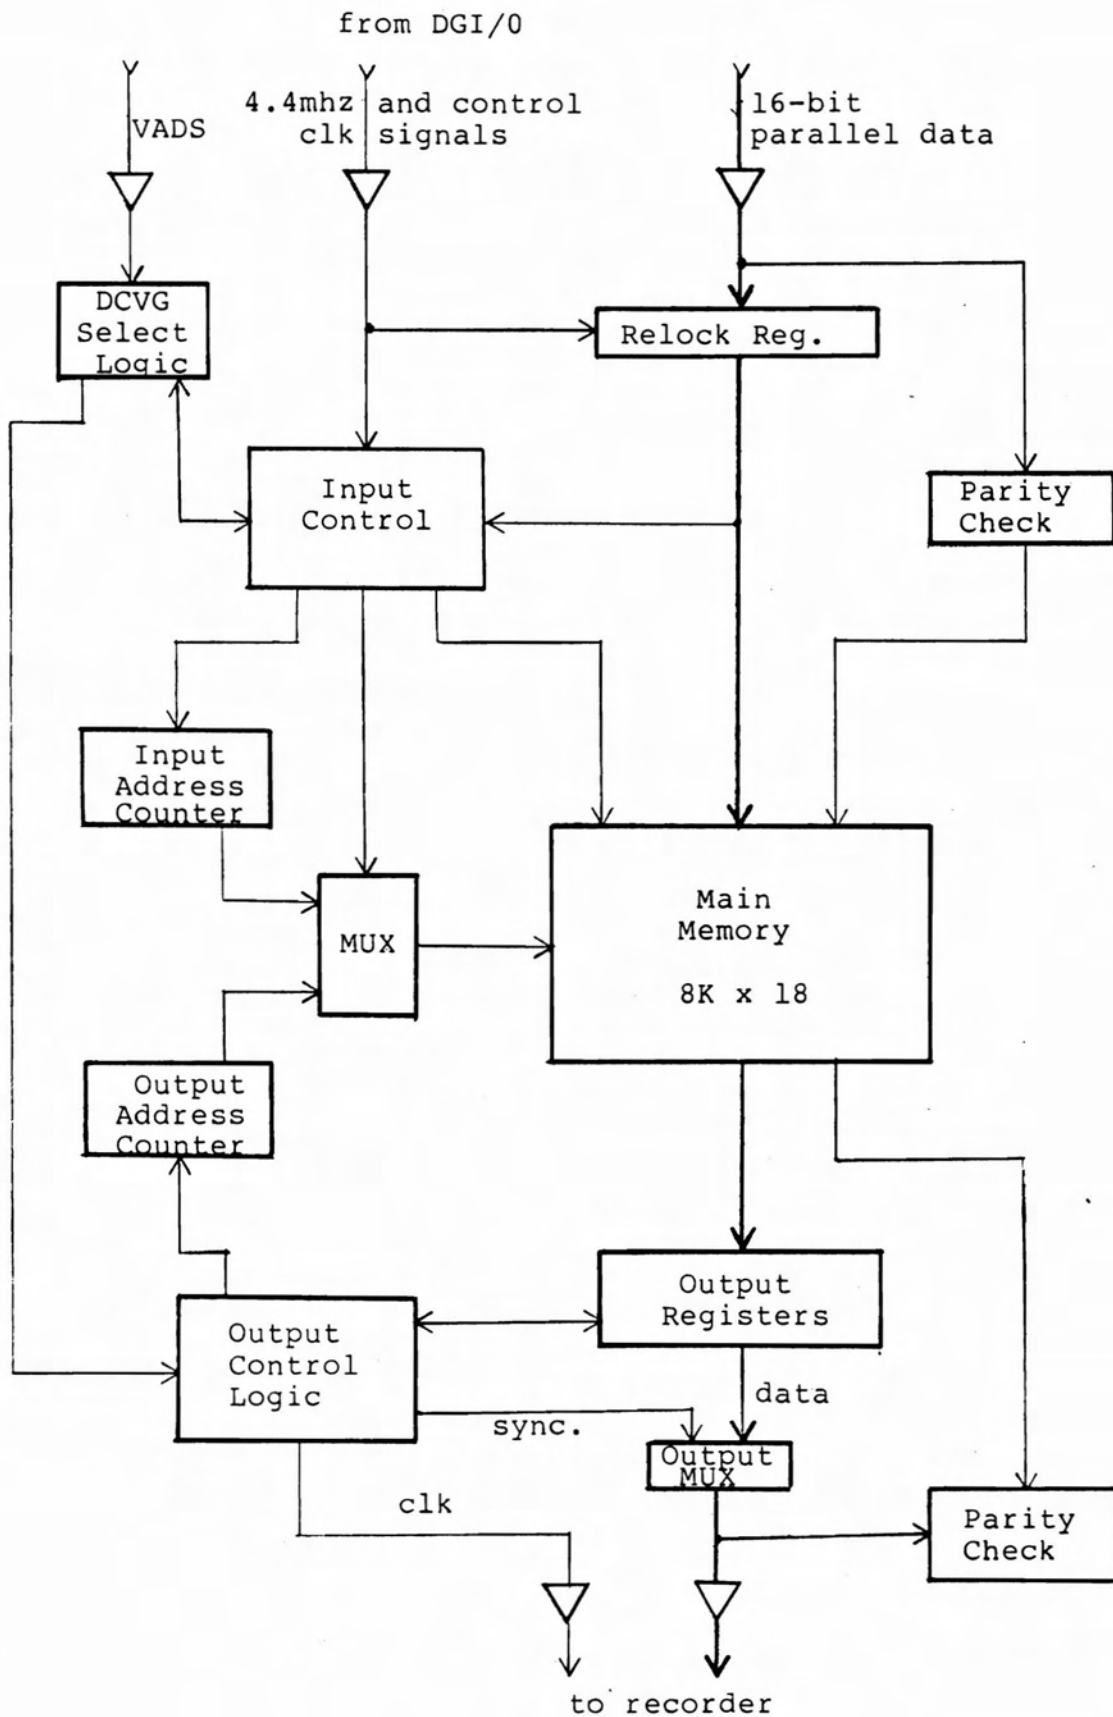 from DGI/O
VADS
4.4mhz and control
clk signals
16-bit
parallel data
DCVG
Select
Logic
Relock Reg.
Input
Control
Parity
Check
Input
Address
Counter
MUX
Main
Memory
8K x 18
Output
Address
Counter
Output
Registers
Output
Control
Logic
data
sync.
Output
MUX
clk
Parity
Check
to recorder